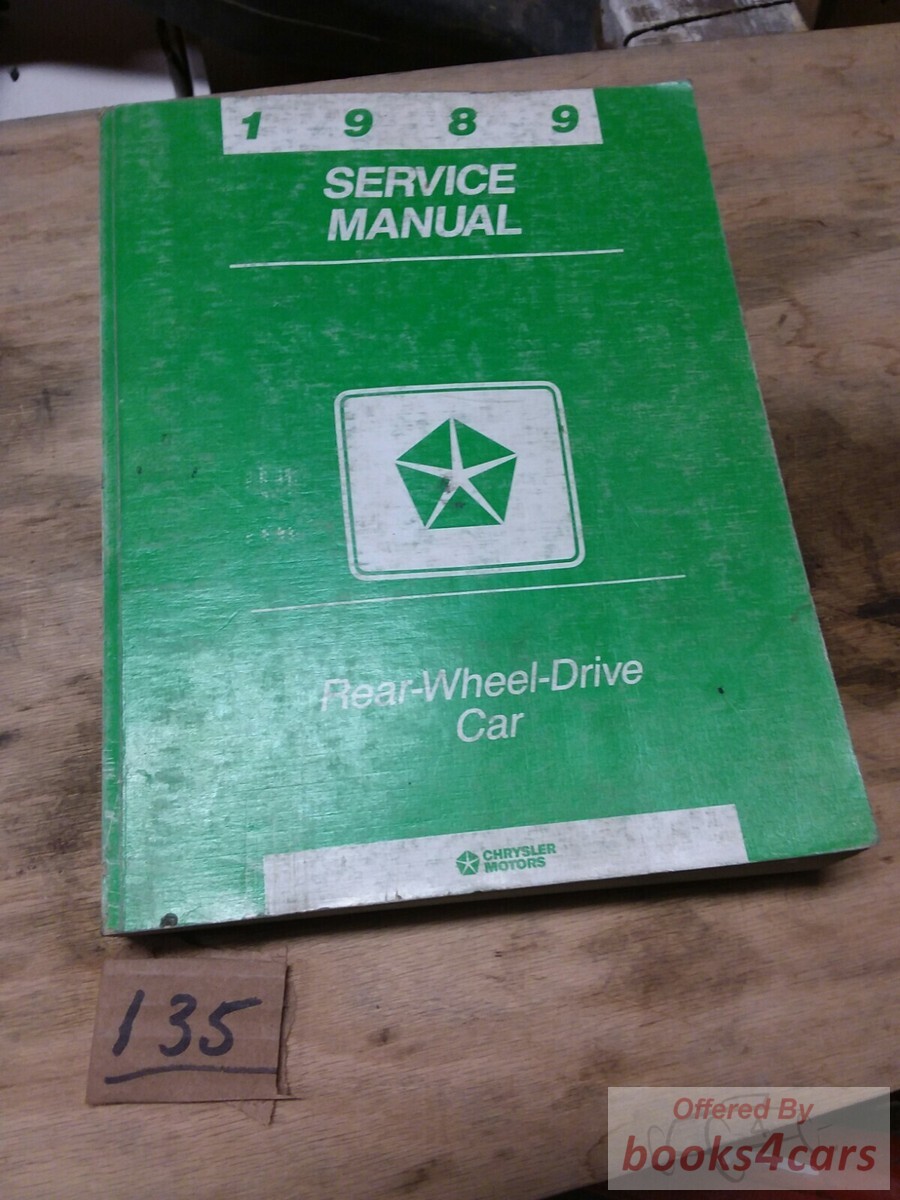 1 9 8 9
SERVICE
MANUAL
Rear-Wheel-Drive
Car
CHRYSLER
MOTORS
135
Offered By
books4cars